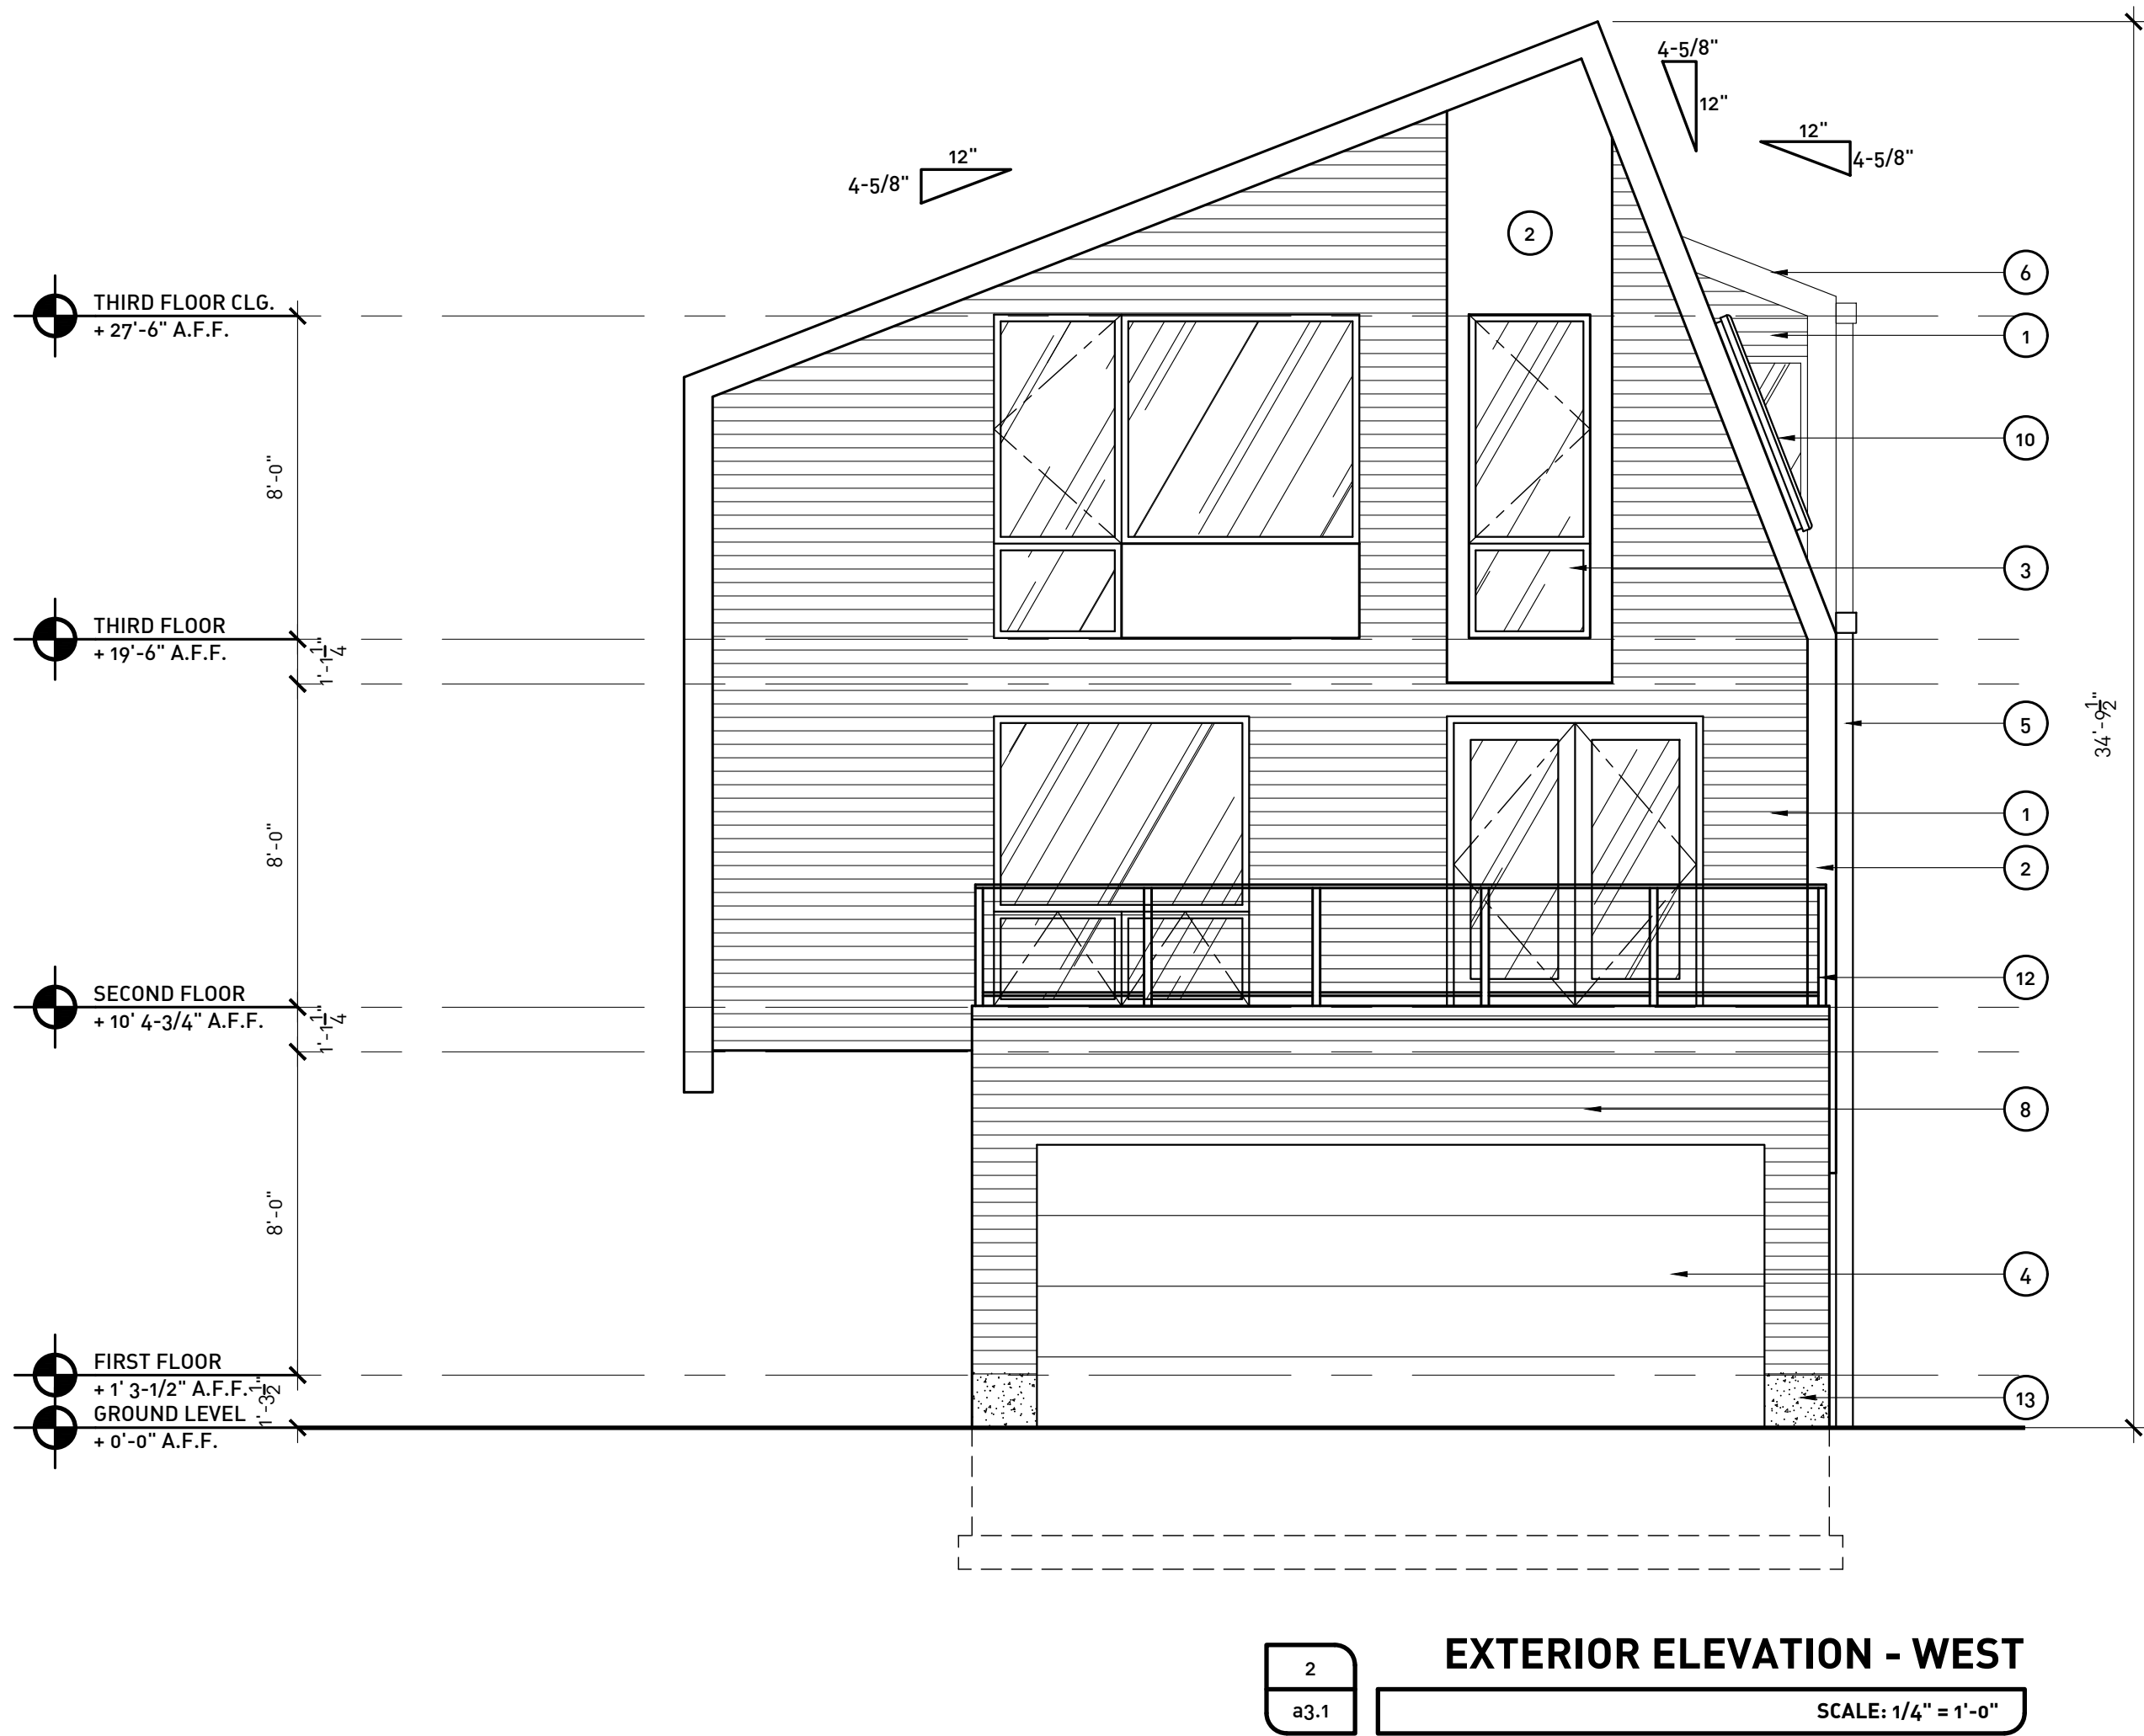 4-5/8"
12"
12"
4-5/8"
12"
4-5/8"
2
6
THIRD FLOOR CLG.
+ 27'-6" A.F.F.
1
10
8'-0"
3
THIRD FLOOR
+ 19'-6" A.F.F.
1'-1 1/4"
34'-9 1/2"
5
1
8'-0"
2
12
SECOND FLOOR
+ 10' 4-3/4" A.F.F.
1'-1 1/4"
8
8'-0"
4
FIRST FLOOR
+ 1' 3-1/2" A.F.F.
1'-3 1/2"
13
GROUND LEVEL
+ 0'-0" A.F.F.
EXTERIOR ELEVATION - WEST
2
a3.1
SCALE: 1/4" = 1'-0"